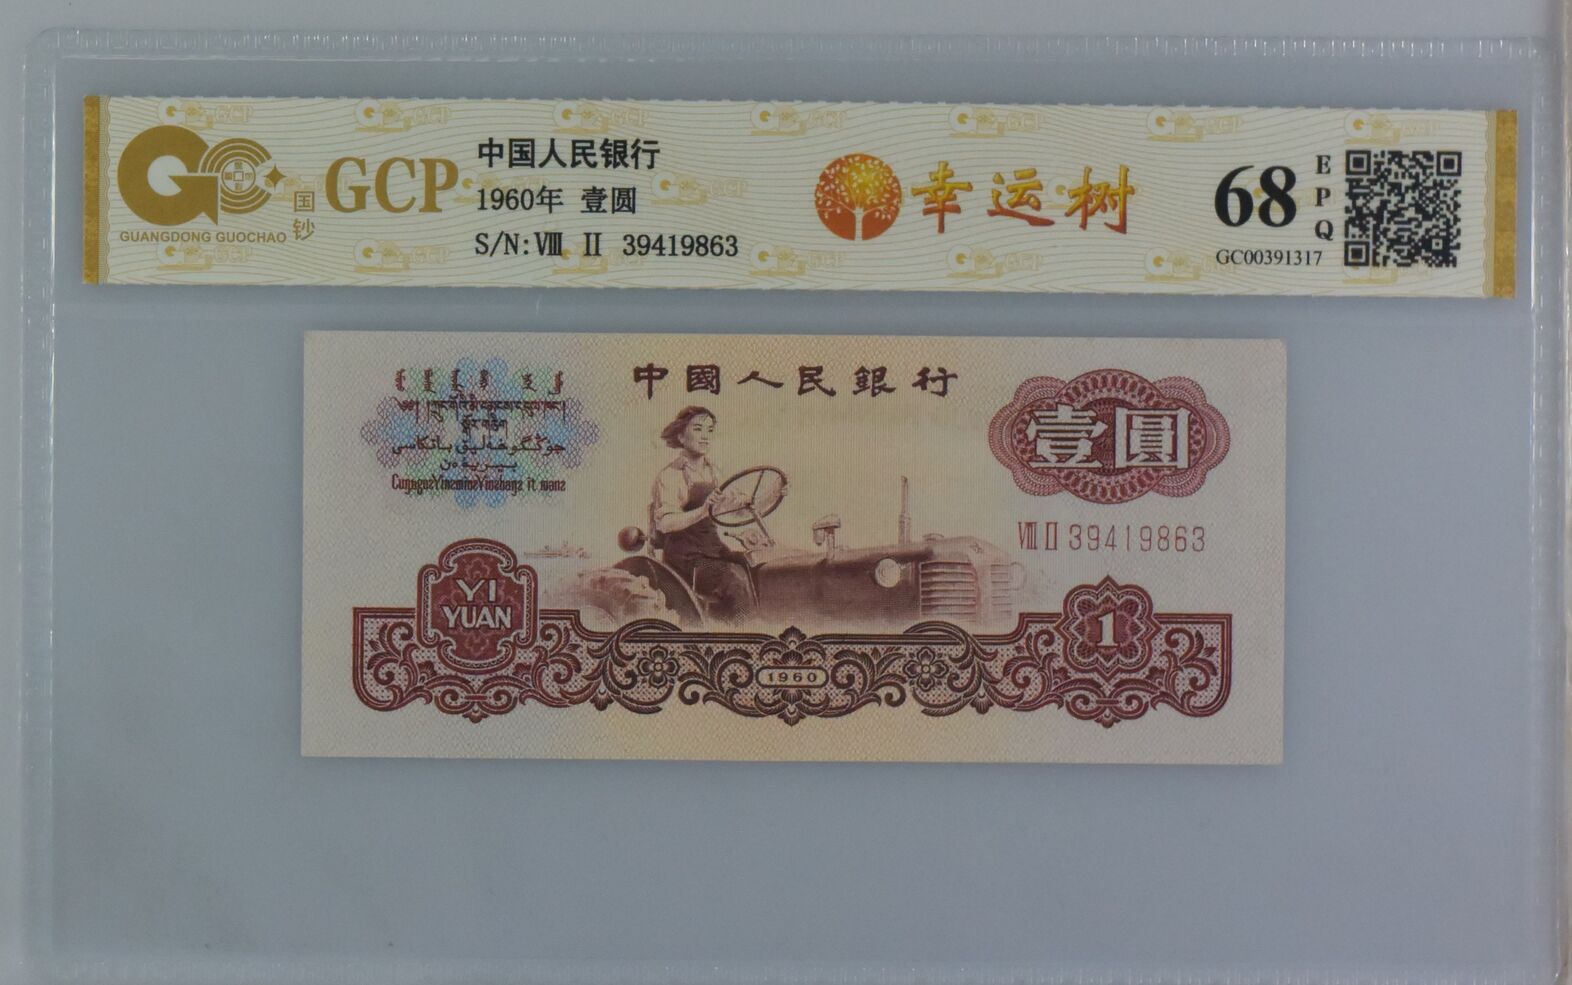 GUANGDONG GUOCHAO
国钞
GCP
中国人民银行
1960年 壹圆
S/N:Ⅷ Ⅱ 39419863
幸运树
68
EPQ
GC00391317
中國人民銀行
壹圓
Ⅷ Ⅱ 39419863
YI
YUAN
1960
1